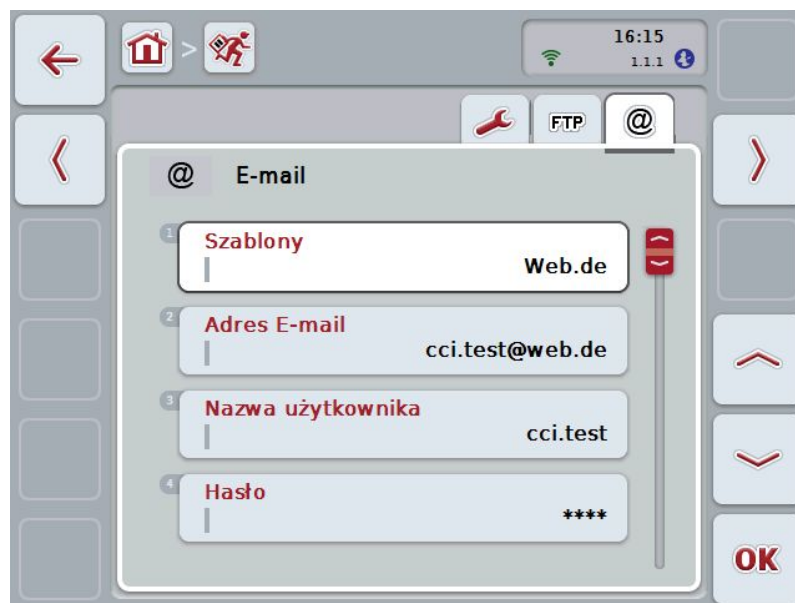 16:15
>
1.1.1
FTP
@
@ E-mail
1
Szablony
Web.de
2
Adres E-mail
cci.test@web.de
3
Nazwa użytkownika
cci.test
4
Hasło
****
OK